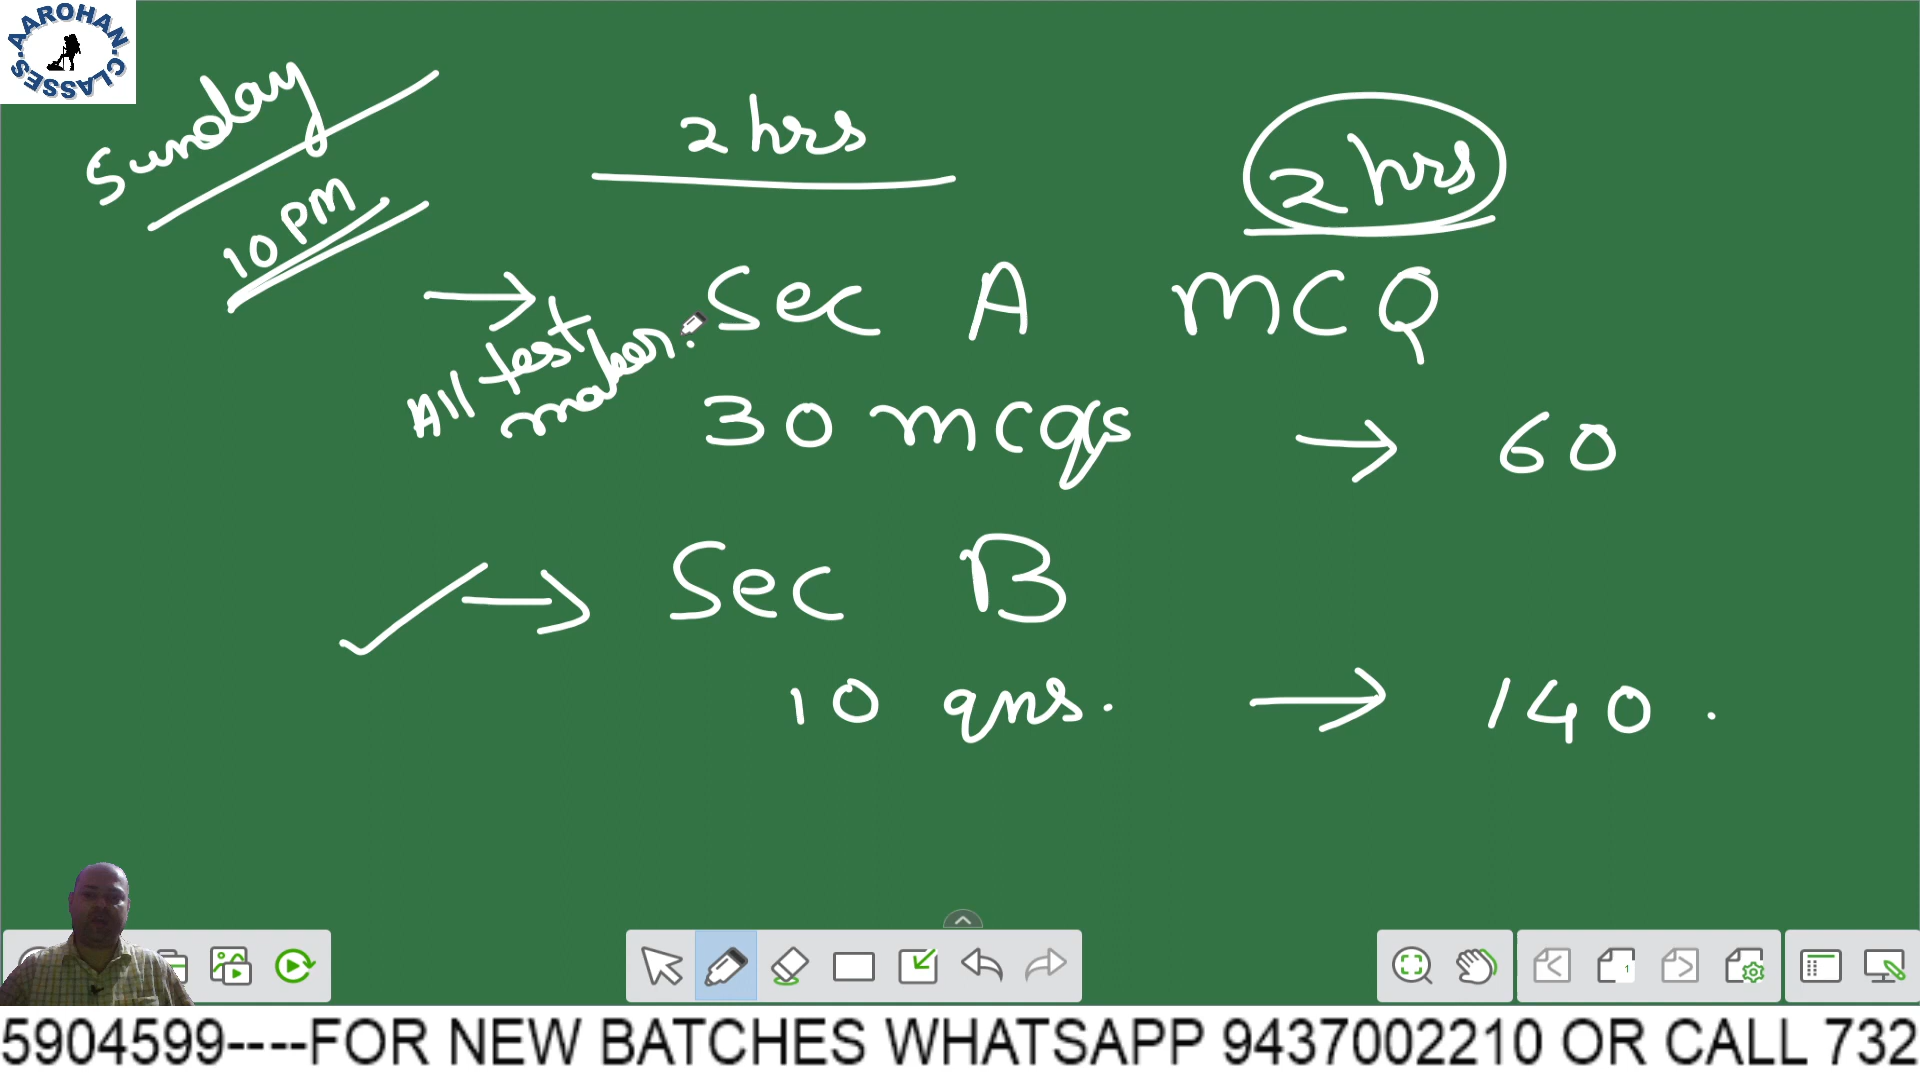 AAROHAN.CLASSES.
Sunday
10 PM
2 hrs
2 hrs
→ Sec A MCQ
All test
maker.
30 mcqs → 60
→ Sec B
10 qns. → 140.
1
5904599----FOR NEW BATCHES WHATSAPP 9437002210 OR CALL 732